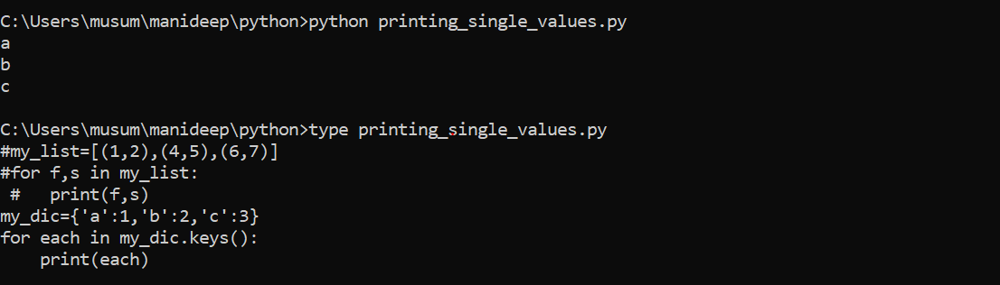 C:\Users\musum\manideep\python>python printing_single_values.py
a
b
c
C:\Users\musum\manideep\python>type printing_single_values.py
#my_list=[(1,2),(4,5),(6,7)]
#for f,s in my_list:
 #   print(f,s)
my_dic={'a':1,'b':2,'c':3}
for each in my_dic.keys():
    print(each)